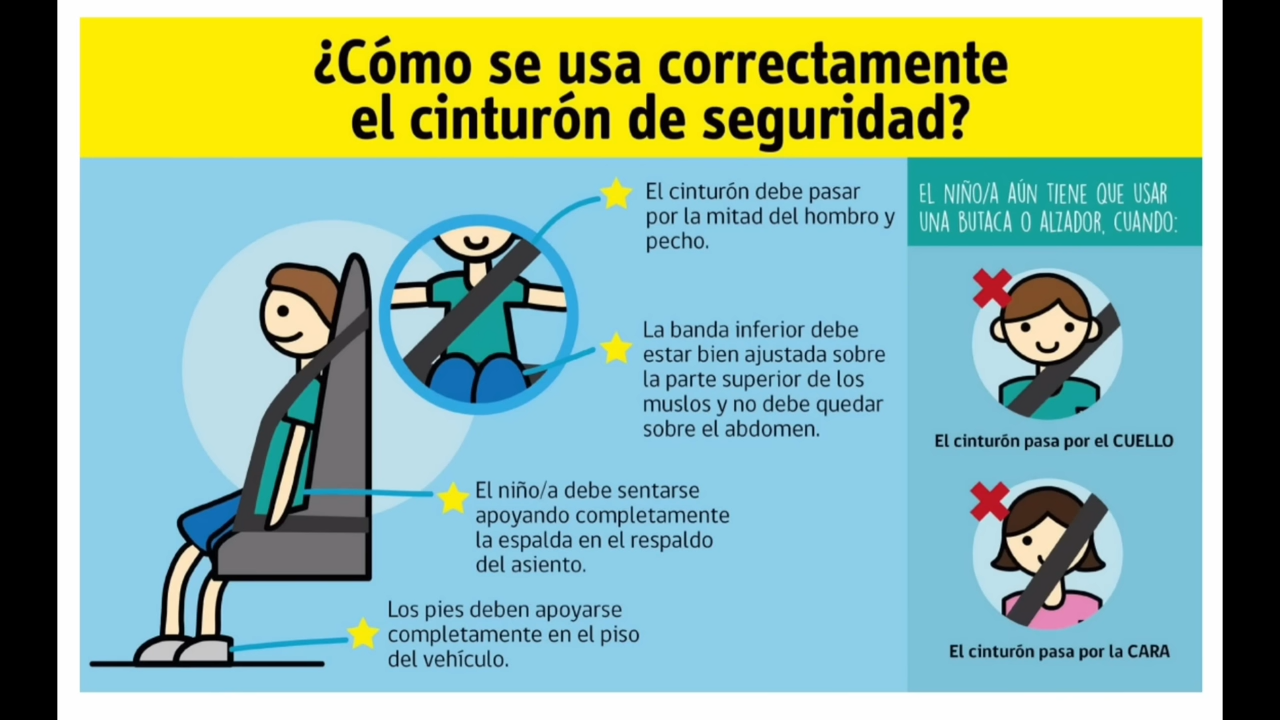 ¿Cómo se usa correctamente
el cinturón de seguridad?
El cinturón debe pasar
por la mitad del hombro y
pecho.
La banda inferior debe
estar bien ajustada sobre
la parte superior de los
muslos y no debe quedar
sobre el abdomen.
El niño/a debe sentarse
apoyando completamente
la espalda en el respaldo
del asiento.
Los pies deben apoyarse
completamente en el piso
del vehículo.
EL NIÑO/A AÚN TIENE QUE USAR
UNA BUTACA O ALZADOR, CUANDO:
El cinturón pasa por el CUELLO
El cinturón pasa por la CARA